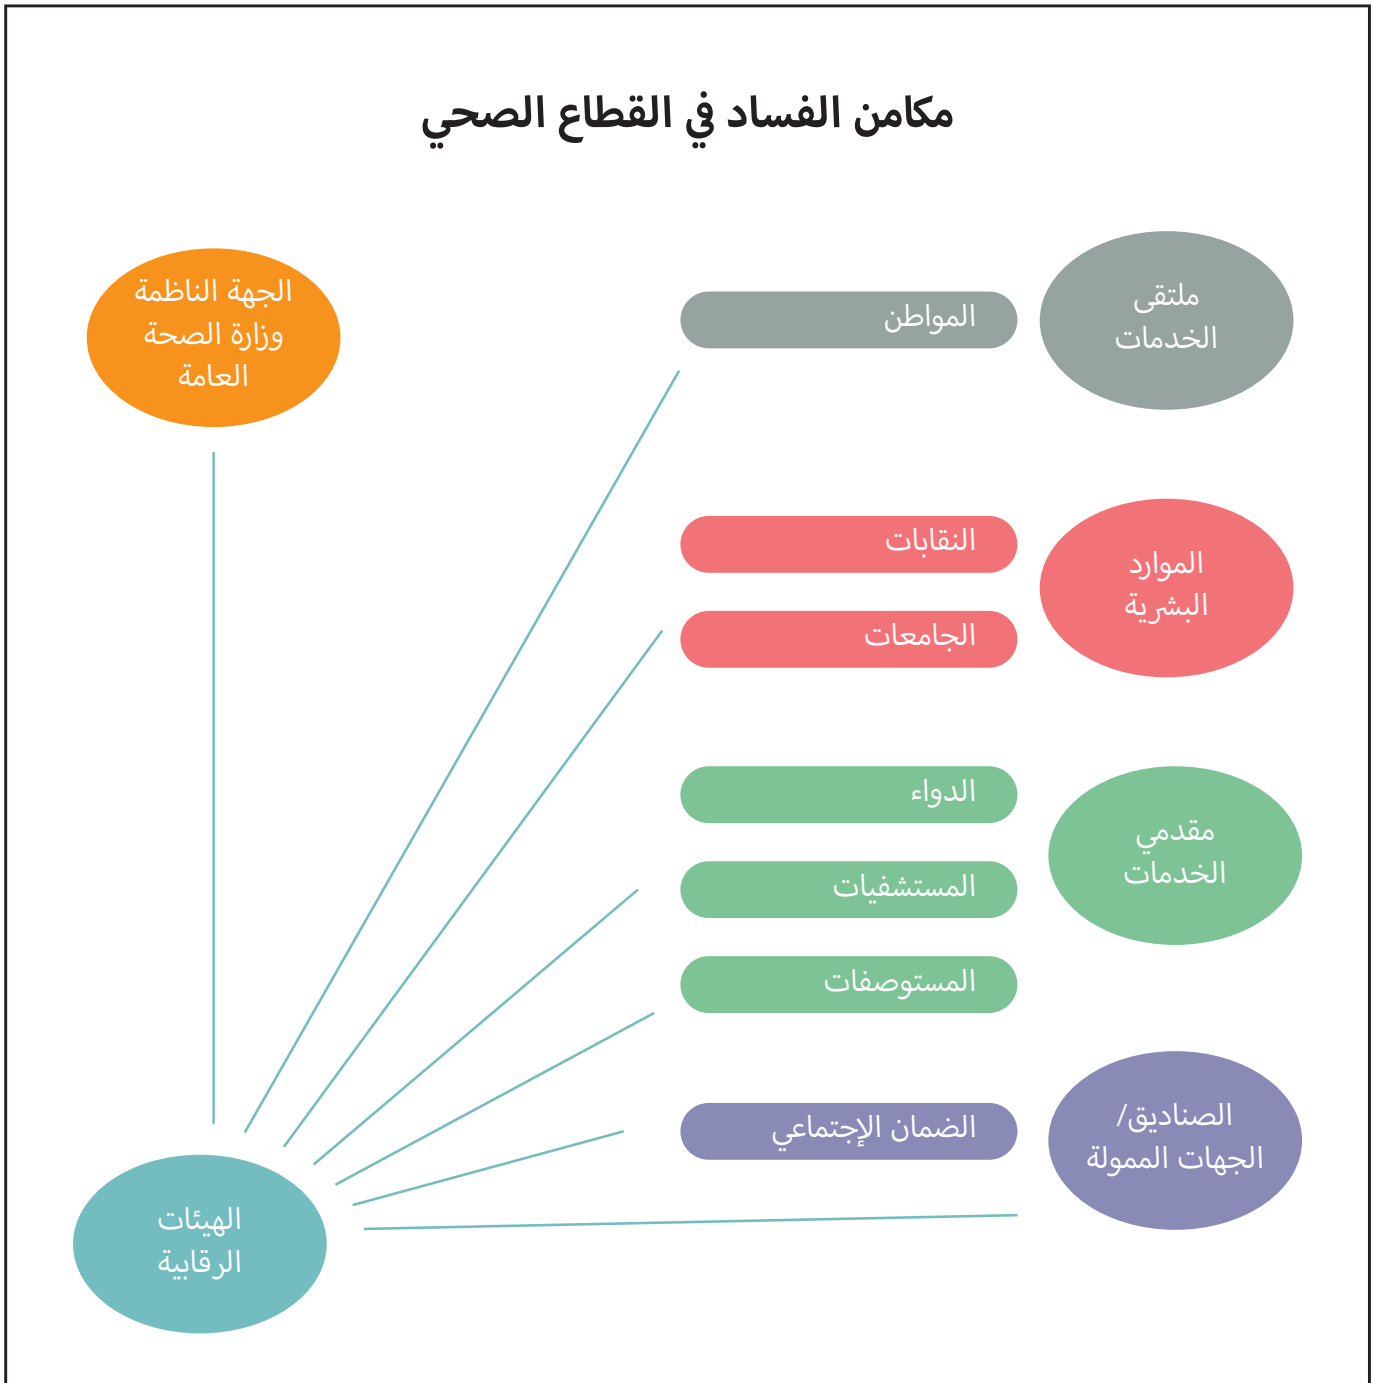 مكامن الفساد في القطاع الصحي
ملتقى
الخدمات
المواطن
الجهة الناظمة
وزارة الصحة
العامة
الموارد
البشرية
النقابات
الجامعات
مقدمي
الخدمات
الدواء
المستشفيات
المستوصفات
الصناديق/
الجهات الممولة
الضمان الإجتماعي
الهيئات
الرقابية